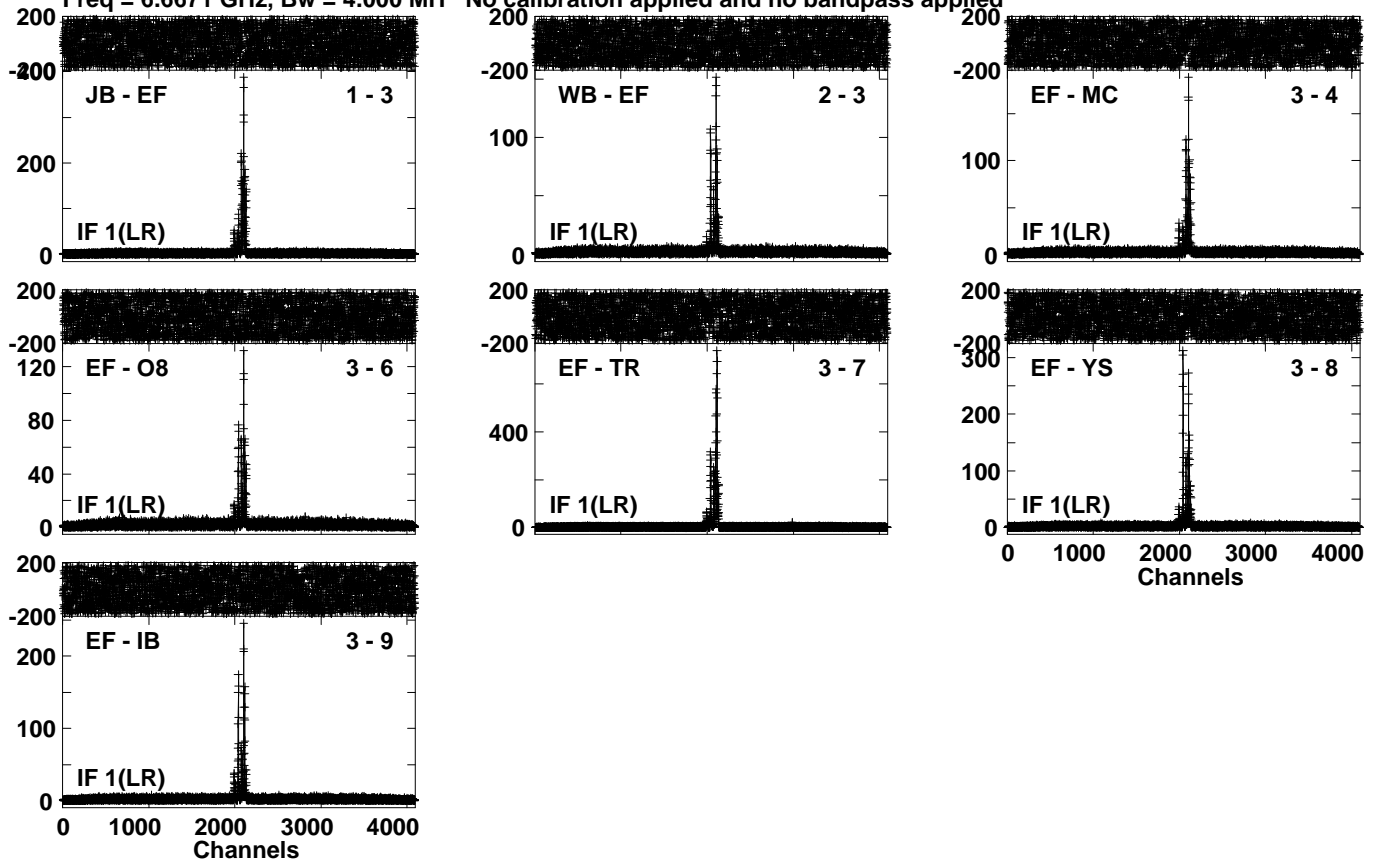 Freq = 6.6671 GHz, Bw = 4.000 MH No calibration applied and no bandpass applied
200 200 200
-200 -200 -200
400
JB - EF 1 - 3 WB - EF 2 - 3 EF - MC 3 - 4
200 100 100
IF 1(LR) IF 1(LR) IF 1(LR)
0 0 0
200 200 200
-200 -200 -200
120 300
EF - O8 3 - 6 EF - TR 3 - 7 EF - YS 3 - 8
80 400 200
40 100
IF 1(LR) IF 1(LR) IF 1(LR)
0 0 0
0 1000 2000 3000 4000
Channels
200
-200
EF - IB 3 - 9
200
100
IF 1(LR)
0
0 1000 2000 3000 4000
Channels